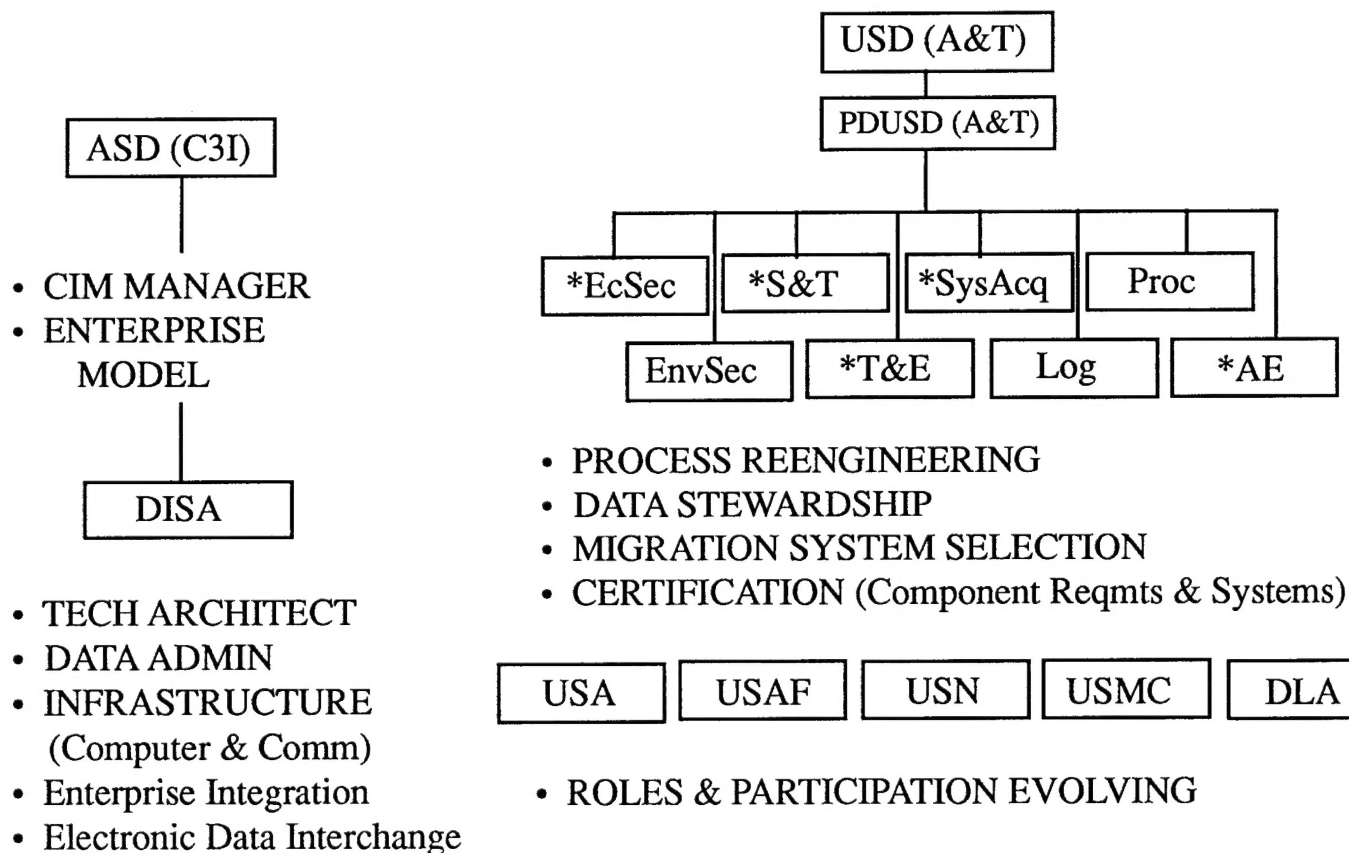 USD (A&T)
PDUSD (A&T)
ASD (C3I)
• CIM MANAGER
• ENTERPRISE
MODEL
DISA
• TECH ARCHITECT
• DATA ADMIN
• INFRASTRUCTURE
(Computer & Comm)
• Enterprise Integration
• Electronic Data Interchange
*EcSec
*S&T
*SysAcq
Proc
EnvSec
*T&E
Log
*AE
• PROCESS REENGINEERING
• DATA STEWARDSHIP
• MIGRATION SYSTEM SELECTION
• CERTIFICATION (Component Reqmts & Systems)
USA
USAF
USN
USMC
DLA
• ROLES & PARTICIPATION EVOLVING